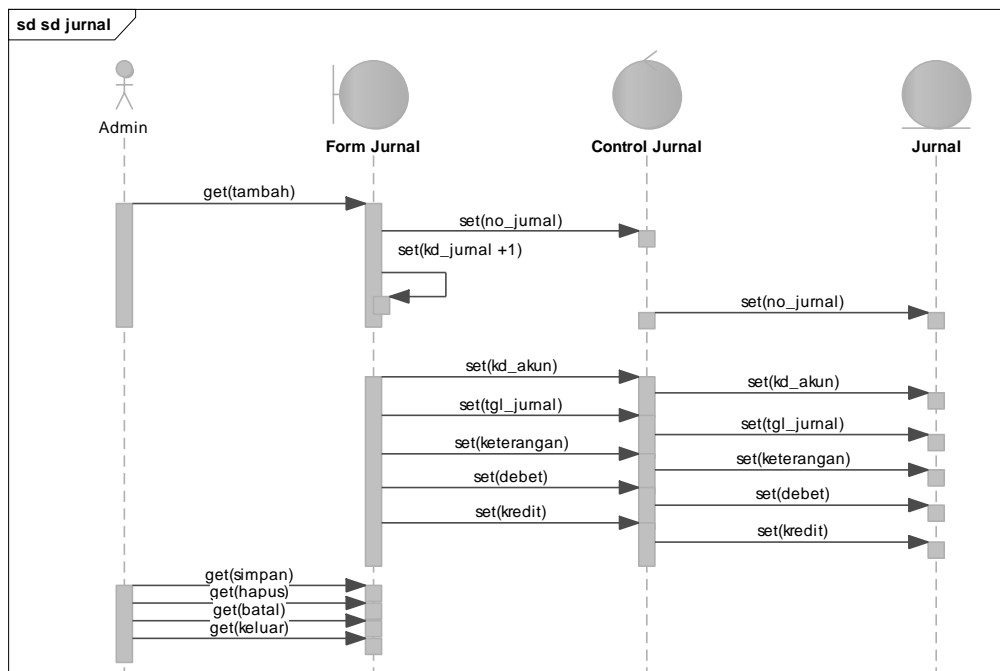 sd sd jurnal
Admin
Form Jurnal
Control Jurnal
Jurnal
get(tambah)
set(no_jurnal)
set(kd_jurnal +1)
set(no_jurnal)
set(kd_akun)
set(kd_akun)
set(tgl_jurnal)
set(tgl_jurnal)
set(keterangan)
set(keterangan)
set(debet)
set(debet)
set(kredit)
set(kredit)
get(simpan)
get(hapus)
get(batal)
get(keluar)